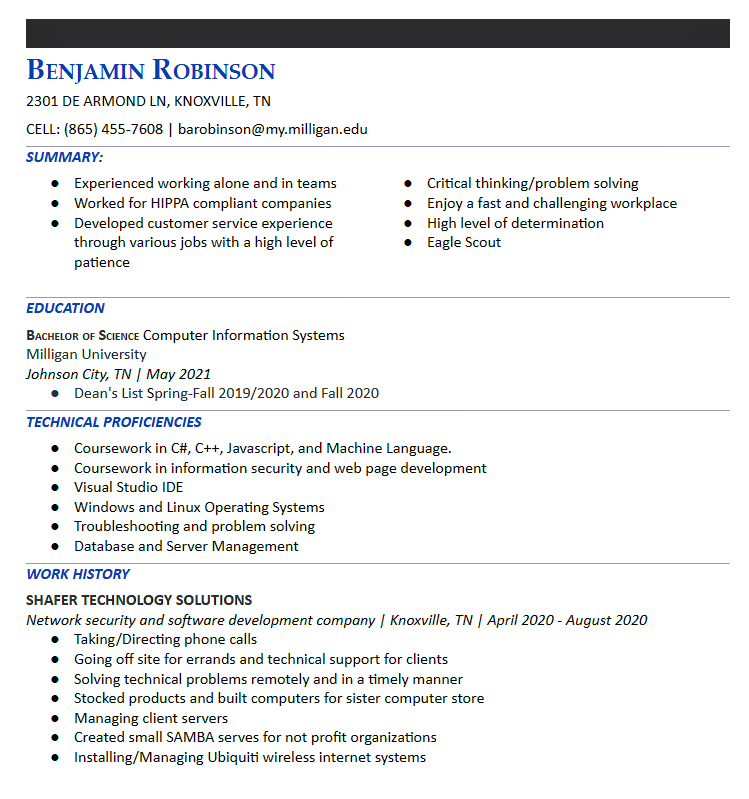 BENJAMIN ROBINSON
2301 DE ARMOND LN, KNOXVILLE, TN
CELL: (865) 455-7608 | barobinson@my.milligan.edu
SUMMARY:
● Experienced working alone and in teams
● Worked for HIPPA compliant companies
● Developed customer service experience
through various jobs with a high level of
patience
● Critical thinking/problem solving
● Enjoy a fast and challenging workplace
● High level of determination
● Eagle Scout
EDUCATION
BACHELOR OF SCIENCE Computer Information Systems
Milligan University
Johnson City, TN | May 2021
● Dean's List Spring-Fall 2019/2020 and Fall 2020
TECHNICAL PROFICIENCIES
● Coursework in C#, C++, Javascript, and Machine Language.
● Coursework in information security and web page development
● Visual Studio IDE
● Windows and Linux Operating Systems
● Troubleshooting and problem solving
● Database and Server Management
WORK HISTORY
SHAFER TECHNOLOGY SOLUTIONS
Network security and software development company | Knoxville, TN | April 2020 - August 2020
● Taking/Directing phone calls
● Going off site for errands and technical support for clients
● Solving technical problems remotely and in a timely manner
● Stocked products and built computers for sister computer store
● Managing client servers
● Created small SAMBA serves for not profit organizations
● Installing/Managing Ubiquiti wireless internet systems